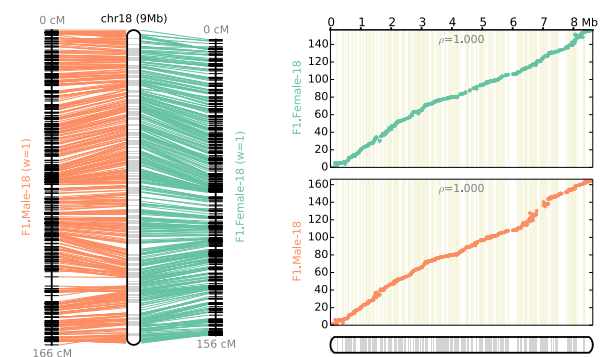 0 cM
chr18 (9Mb)
0 cM
F1.Male-18 (w=1)
F1.Female-18 (w=1)
166 cM
156 cM
0 1 2 3 4 5 6 7 8 Mb
ρ=1.000
F1.Female-18
140
120
100
80
60
40
20
0
ρ=1.000
F1.Male-18
160
140
120
100
80
60
40
20
0